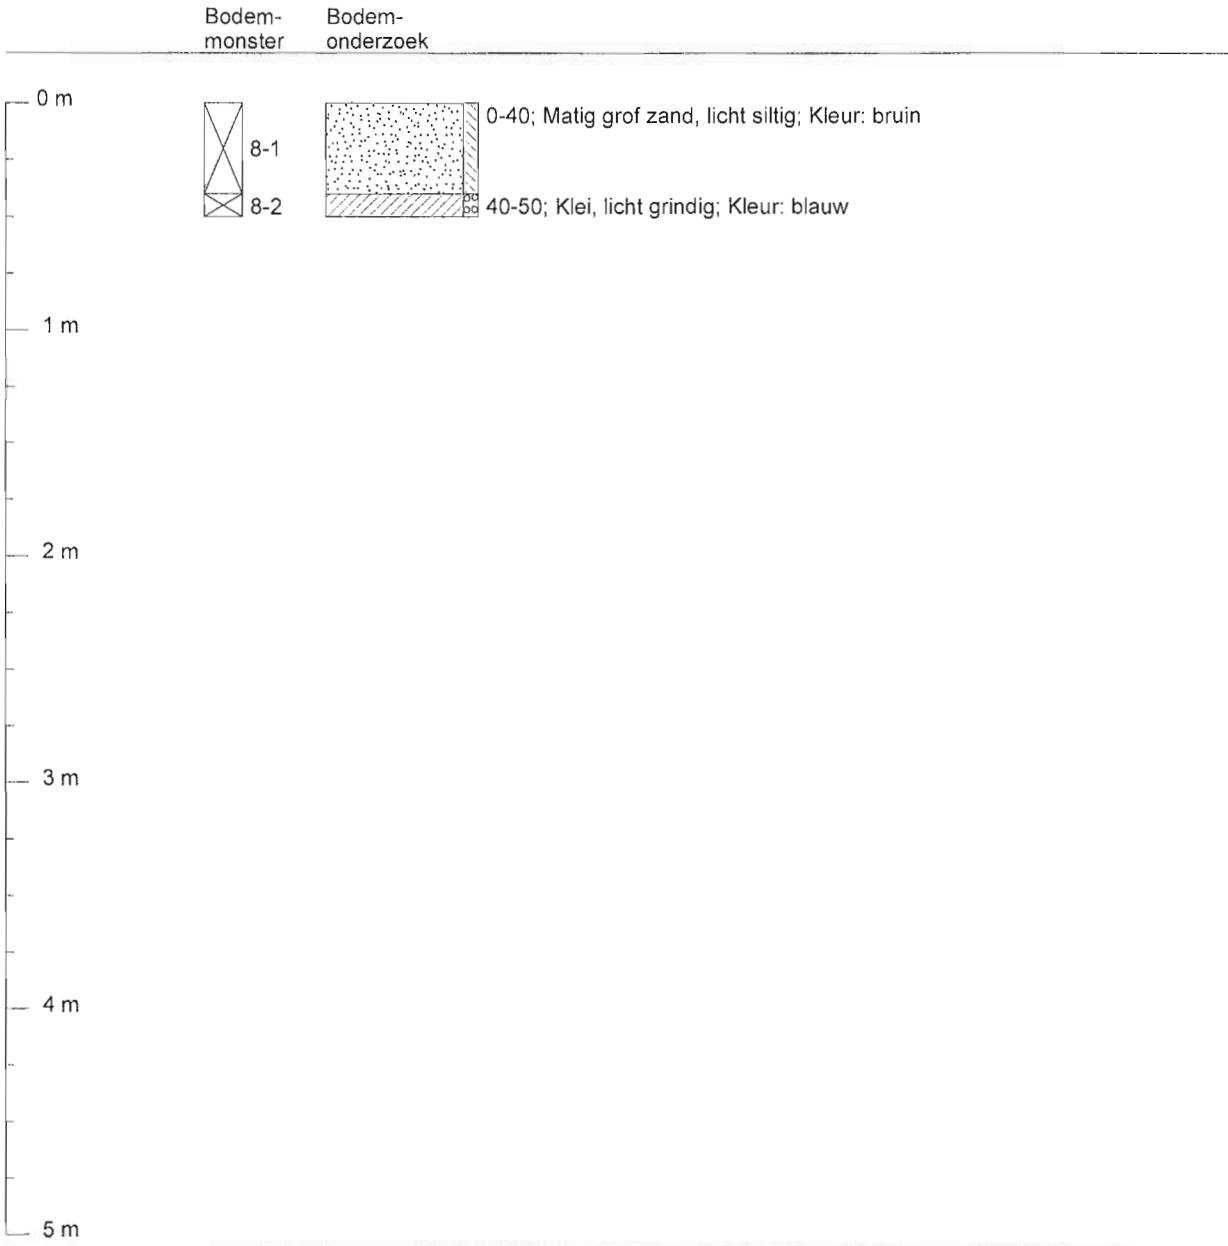 Bodem-
monster
Bodem-
onderzoek
0 m
0-40; Matig grof zand, licht siltig; Kleur: bruin
8-1
8-2
40-50; Klei, licht grindig; Kleur: blauw
1 m
2 m
3 m
4 m
5 m